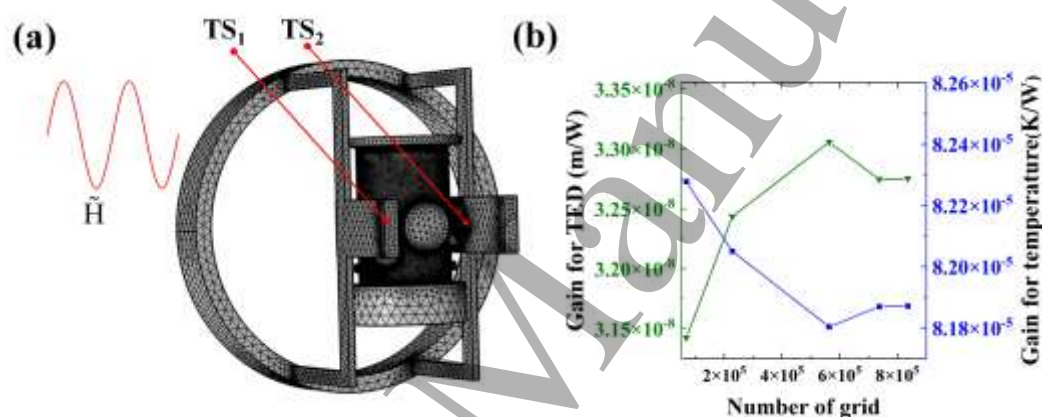 (a)
TS₁ TS₂
H̃
(b)
Gain for TED (m/W)
3.35×10⁻⁸
3.30×10⁻⁸
3.25×10⁻⁸
3.20×10⁻⁸
3.15×10⁻⁸
8.26×10⁻⁵
8.24×10⁻⁵
8.22×10⁻⁵
8.20×10⁻⁵
8.18×10⁻⁵
Gain for temperature(K/W)
2×10⁵ 4×10⁵ 6×10⁵ 8×10⁵
Number of grid
Manu